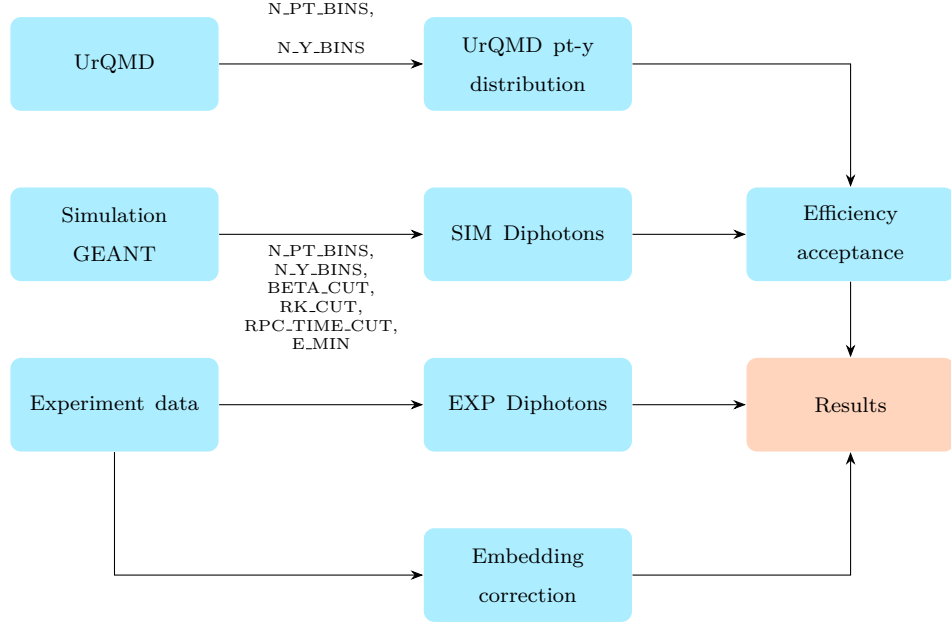 N_PT_BINS,
N_Y_BINS
UrQMD
UrQMD pt-y
distribution
Simulation
GEANT
N_PT_BINS,
N_Y_BINS,
BETA_CUT,
RK_CUT,
RPC_TIME_CUT,
E_MIN
SIM Diphotons
Efficiency
acceptance
Experiment data
EXP Diphotons
Results
Embedding
correction